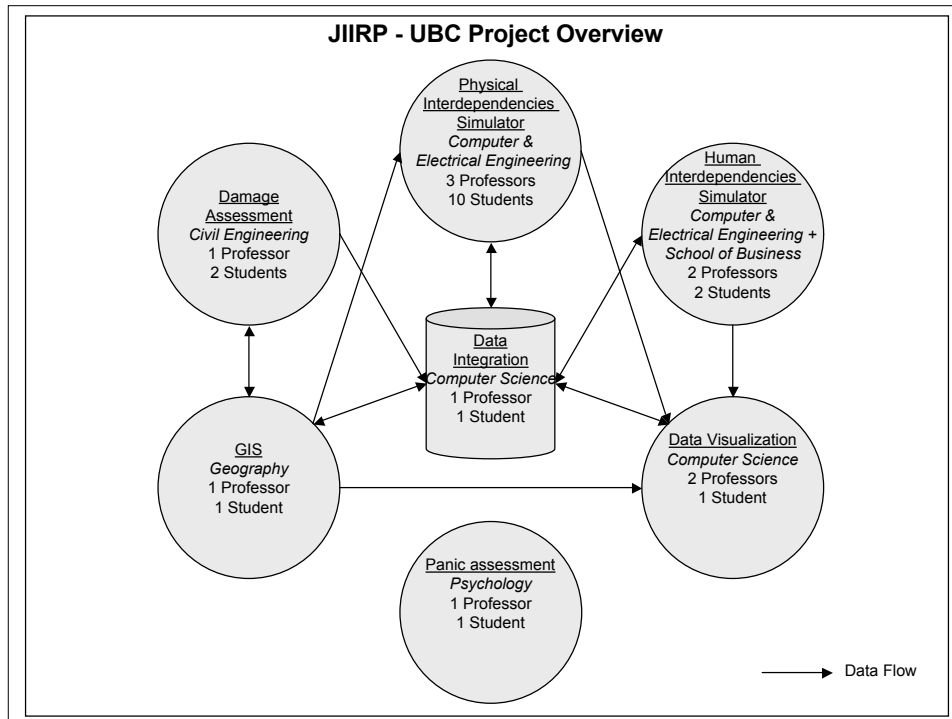 JIIRP - UBC Project Overview
Physical
Interdependencies
Simulator
Computer &
Electrical Engineering
3 Professors
10 Students
Damage
Assessment
Civil Engineering
1 Professor
2 Students
Human
Interdependencies
Simulator
Computer &
Electrical Engineering +
School of Business
2 Professors
2 Students
Data
Integration
Computer Science
1 Professor
1 Student
GIS
Geography
1 Professor
1 Student
Data Visualization
Computer Science
2 Professors
1 Student
Panic assessment
Psychology
1 Professor
1 Student
Data Flow